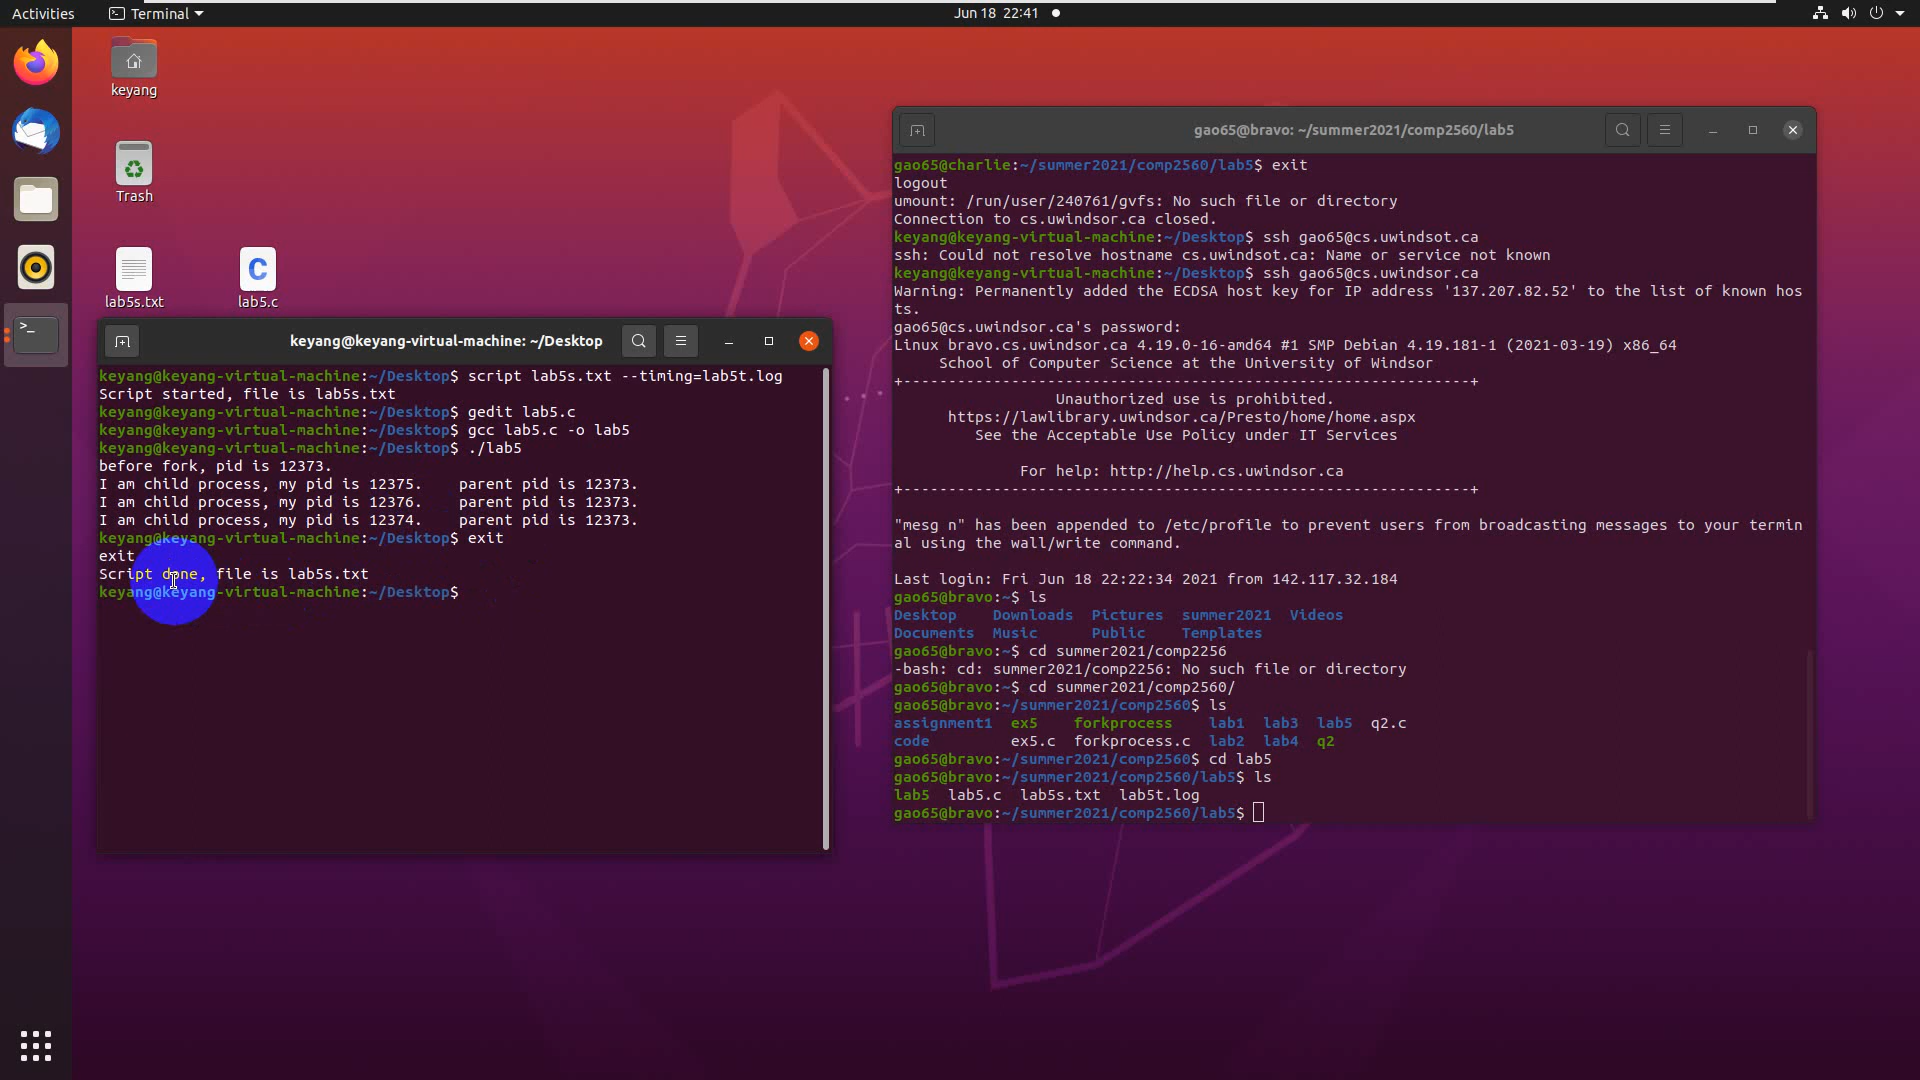 Activities
Terminal
Jun 18 22:41
keyang
Trash
lab5s.txt
lab5.c
keyang@keyang-virtual-machine: ~/Desktop
keyang@keyang-virtual-machine:~/Desktop$ script lab5s.txt --timing=lab5t.log
Script started, file is lab5s.txt
keyang@keyang-virtual-machine:~/Desktop$ gedit lab5.c
keyang@keyang-virtual-machine:~/Desktop$ gcc lab5.c -o lab5
keyang@keyang-virtual-machine:~/Desktop$ ./lab5
before fork, pid is 12373.
I am child process, my pid is 12375.    parent pid is 12373.
I am child process, my pid is 12376.    parent pid is 12373.
I am child process, my pid is 12374.    parent pid is 12373.
keyang@keyang-virtual-machine:~/Desktop$ exit
exit
Script done, file is lab5s.txt
keyang@keyang-virtual-machine:~/Desktop$
gao65@bravo: ~/summer2021/comp2560/lab5
gao65@charlie:~/summer2021/comp2560/lab5$ exit
logout
umount: /run/user/240761/gvfs: No such file or directory
Connection to cs.uwindsor.ca closed.
keyang@keyang-virtual-machine:~/Desktop$ ssh gao65@cs.uwindsot.ca
ssh: Could not resolve hostname cs.uwindsot.ca: Name or service not known
keyang@keyang-virtual-machine:~/Desktop$ ssh gao65@cs.uwindsor.ca
Warning: Permanently added the ECDSA host key for IP address '137.207.82.52' to the list of known hos
ts.
gao65@cs.uwindsor.ca's password:
Linux bravo.cs.uwindsor.ca 4.19.0-16-amd64 #1 SMP Debian 4.19.181-1 (2021-03-19) x86_64
School of Computer Science at the University of Windsor
+---------------------------------------------------------------+
Unauthorized use is prohibited.
https://lawlibrary.uwindsor.ca/Presto/home/home.aspx
See the Acceptable Use Policy under IT Services
For help: http://help.cs.uwindsor.ca
+---------------------------------------------------------------+
"mesg n" has been appended to /etc/profile to prevent users from broadcasting messages to your termin
al using the wall/write command.
Last login: Fri Jun 18 22:22:34 2021 from 142.117.32.184
gao65@bravo:~$ ls
Desktop    Downloads  Pictures  summer2021  Videos
Documents  Music      Public    Templates
gao65@bravo:~$ cd summer2021/comp2256
-bash: cd: summer2021/comp2256: No such file or directory
gao65@bravo:~$ cd summer2021/comp2560/
gao65@bravo:~/summer2021/comp2560$ ls
assignment1  ex5    forkprocess    lab1  lab3  lab5  q2.c
code         ex5.c  forkprocess.c  lab2  lab4  q2
gao65@bravo:~/summer2021/comp2560$ cd lab5
gao65@bravo:~/summer2021/comp2560/lab5$ ls
lab5  lab5.c  lab5s.txt  lab5t.log
gao65@bravo:~/summer2021/comp2560/lab5$